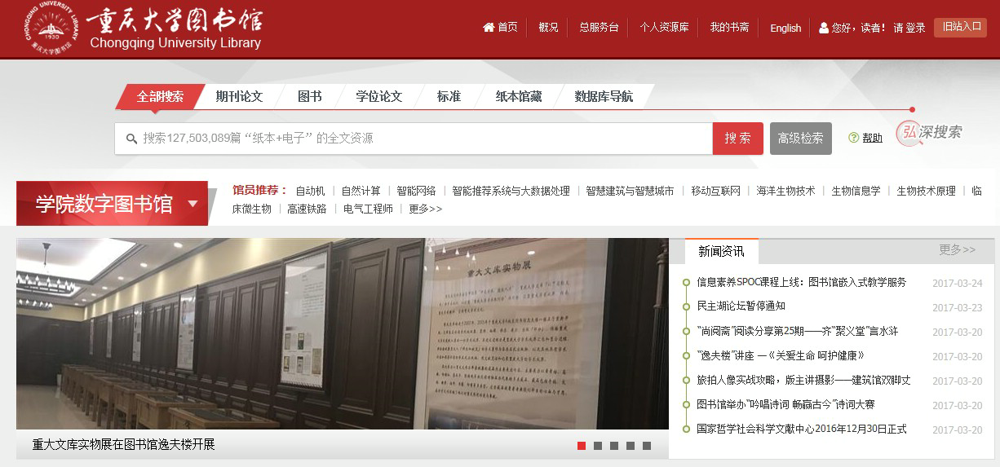 重庆大学图书馆
Chongqing University Library
CHONGQING UNIVERSITY LIBRARY
1930
重庆大学图书馆
首页 概况 总服务台 个人资源库 我的书斋 English 您好，读者！ 请 登录 旧站入口
全部搜索 期刊论文 图书 学位论文 标准 纸本馆藏 数据库导航
搜索127,503,089篇“纸本+电子”的全文资源 搜 索 高级检索 帮助 弘深搜索
学院数字图书馆
馆员推荐： 自动机 | 自然计算 | 智能网络 | 智能推荐系统与大数据处理 | 智慧建筑与智慧城市 | 移动互联网 | 海洋生物技术 | 生物信息学 | 生物技术原理 | 临
床微生物 | 高速铁路 | 电气工程师 | 更多>>
重大文库实物展
重大文库实物展在图书馆逸夫楼开展
新闻资讯 更多>>
信息素养SPOC课程上线：图书馆嵌入式教学服务 2017-03-24
民主湖论坛暂停通知 2017-03-23
“尚阅斋”阅读分享第25期——齐“聚义堂”言水浒 2017-03-20
“逸夫楼”讲座 —《关爱生命 呵护健康》 2017-03-20
旅拍人像实战攻略，版主讲摄影——建筑馆双脚丈 2017-03-20
图书馆举办“吟唱诗词 畅赢古今”诗词大赛 2017-03-20
国家哲学社会科学文献中心2016年12月30日正式 2017-03-20